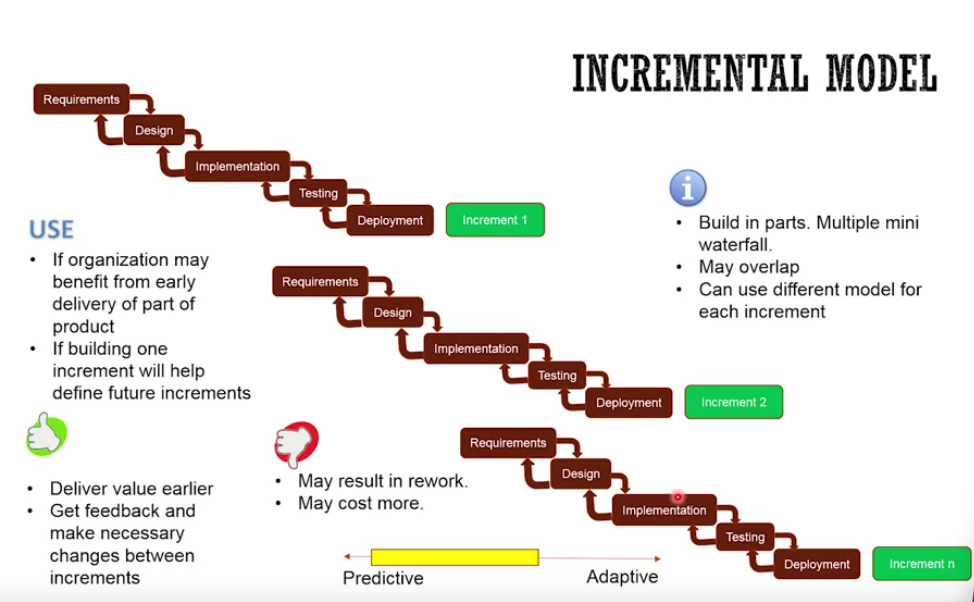 INCREMENTAL MODEL
Requirements
Design
Implementation
Testing
Deployment
Increment 1
USE
• If organization may
benefit from early
delivery of part of
product
• If building one
increment will help
define future increments
• Build in parts. Multiple mini
waterfall.
• May overlap
• Can use different model for
each increment
Requirements
Design
Implementation
Testing
Deployment
Increment 2
• Deliver value earlier
• Get feedback and
make necessary
changes between
increments
• May result in rework.
• May cost more.
Requirements
Design
Implementation
Testing
Deployment
Increment n
Predictive
Adaptive